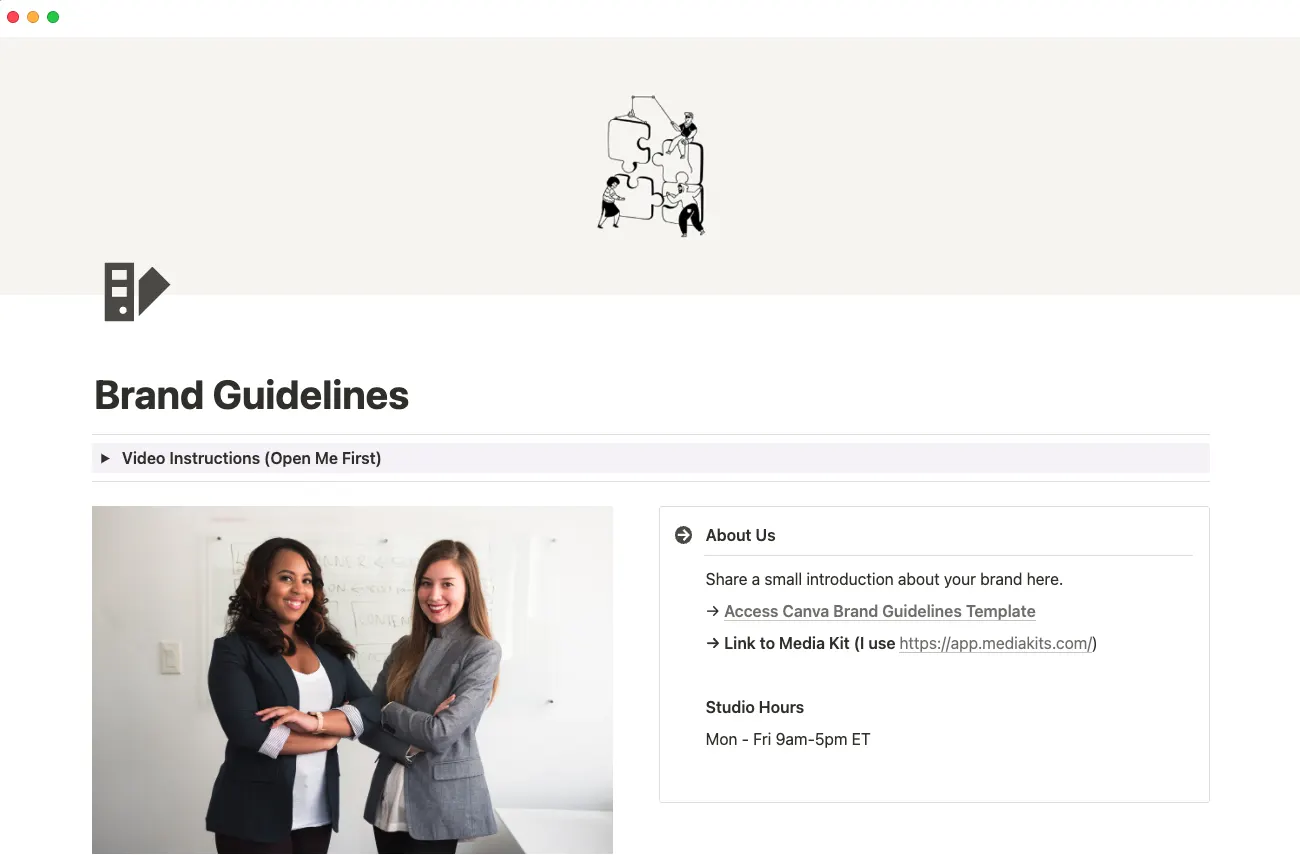 Brand Guidelines
Video Instructions (Open Me First)
About Us
Share a small introduction about your brand here.
→ Access Canva Brand Guidelines Template
→ Link to Media Kit (I use https://app.mediakits.com/)
Studio Hours
Mon - Fri 9am-5pm ET